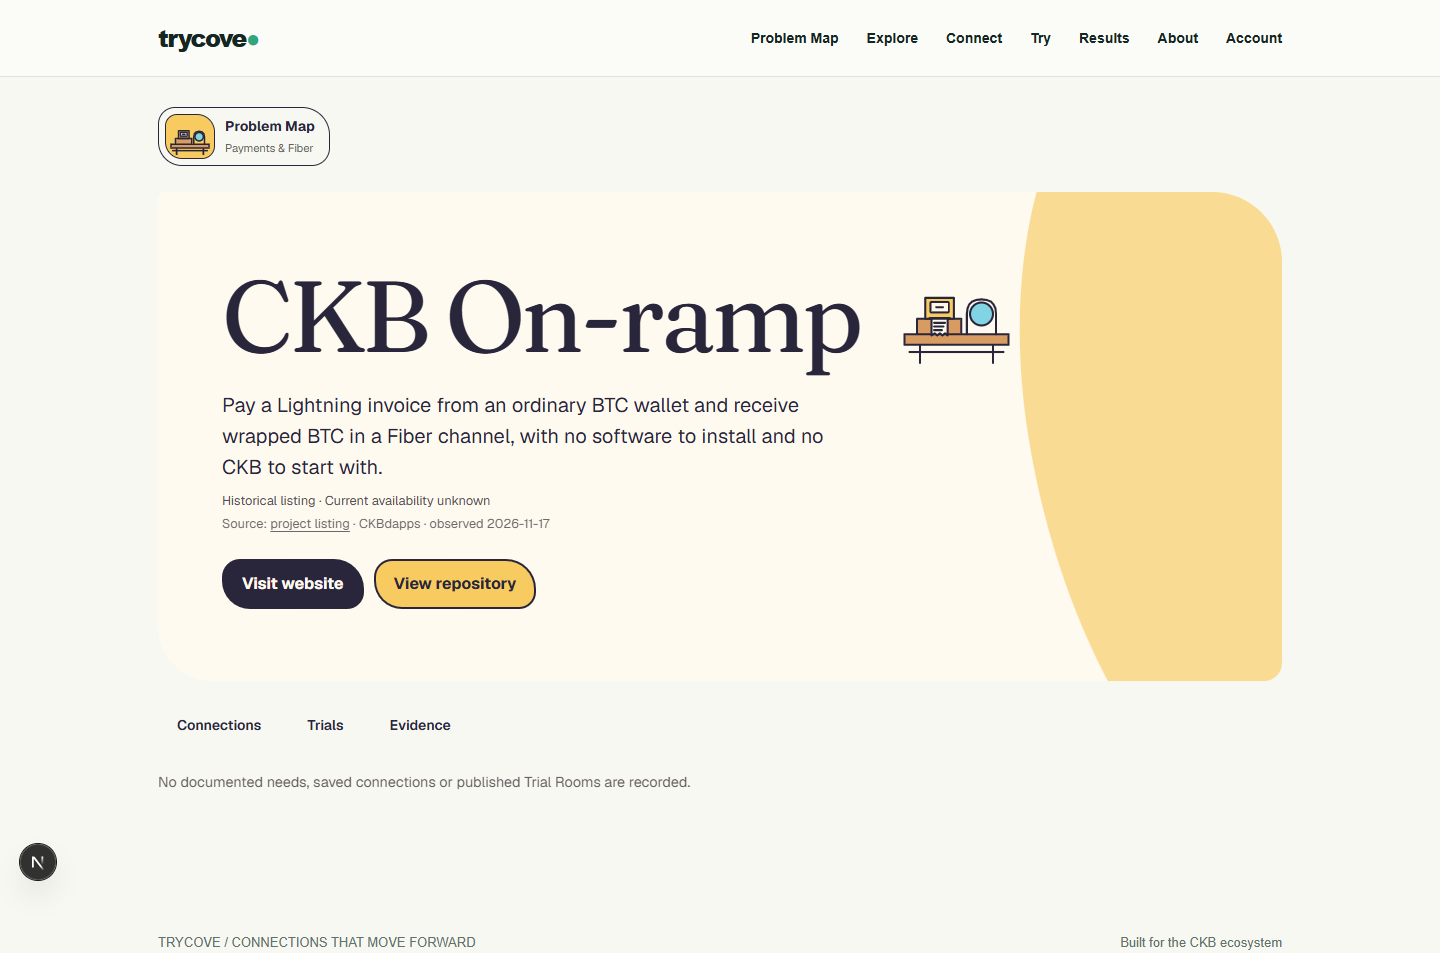 trycove
Problem Map Explore Connect Try Results About Account
Problem Map
Payments & Fiber
CKB On-ramp
Pay a Lightning invoice from an ordinary BTC wallet and receive
wrapped BTC in a Fiber channel, with no software to install and no
CKB to start with.
Historical listing · Current availability unknown
Source: project listing · CKBdapps · observed 2026-11-17
Visit website View repository
Connections Trials Evidence
No documented needs, saved connections or published Trial Rooms are recorded.
N
TRYCOVE / CONNECTIONS THAT MOVE FORWARD Built for the CKB ecosystem